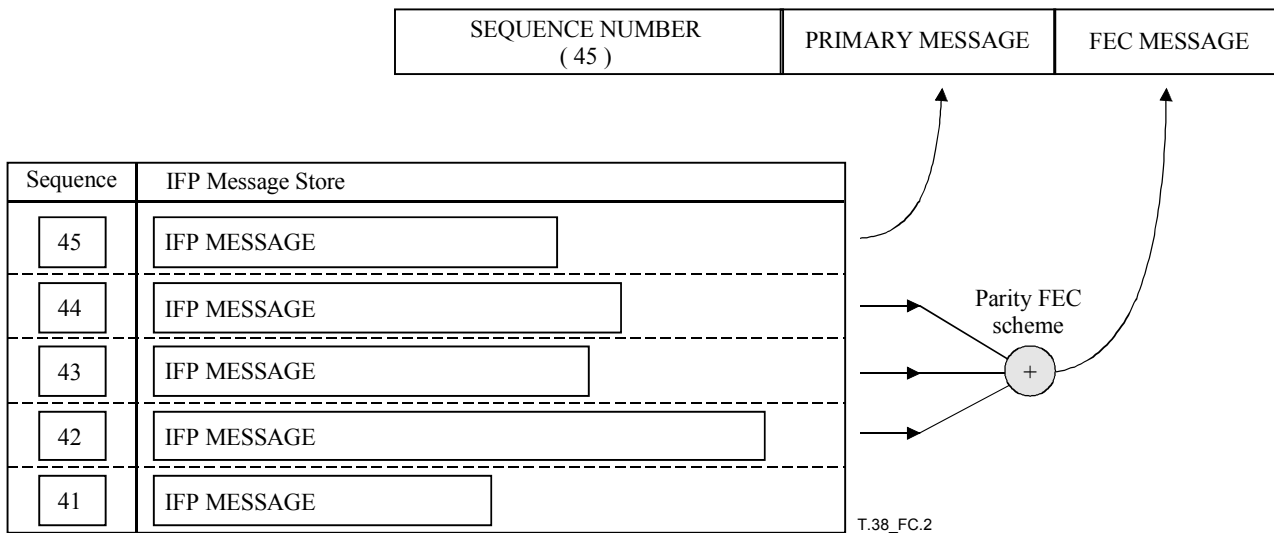 SEQUENCE NUMBER
( 45 )
PRIMARY MESSAGE
FEC MESSAGE
Sequence
IFP Message Store
45
IFP MESSAGE
44
IFP MESSAGE
Parity FEC
scheme
43
IFP MESSAGE
+
42
IFP MESSAGE
41
IFP MESSAGE
T.38_FC.2